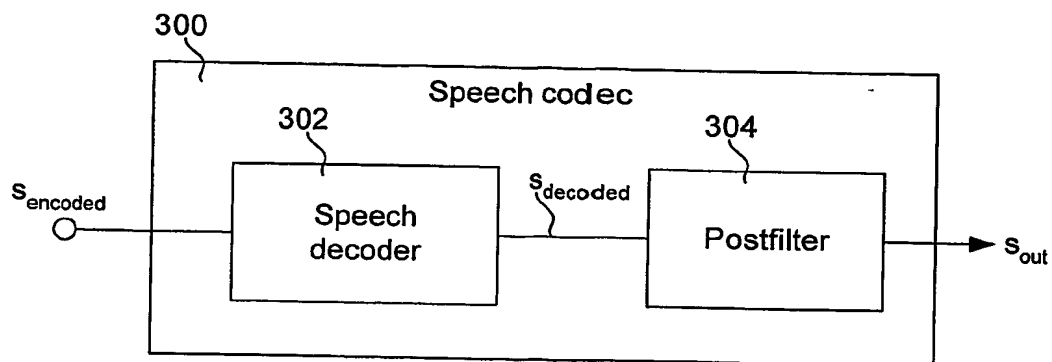 300
Speech codec
302
304
s_encoded
s_decoded
Speech
decoder
Postfilter
s_out